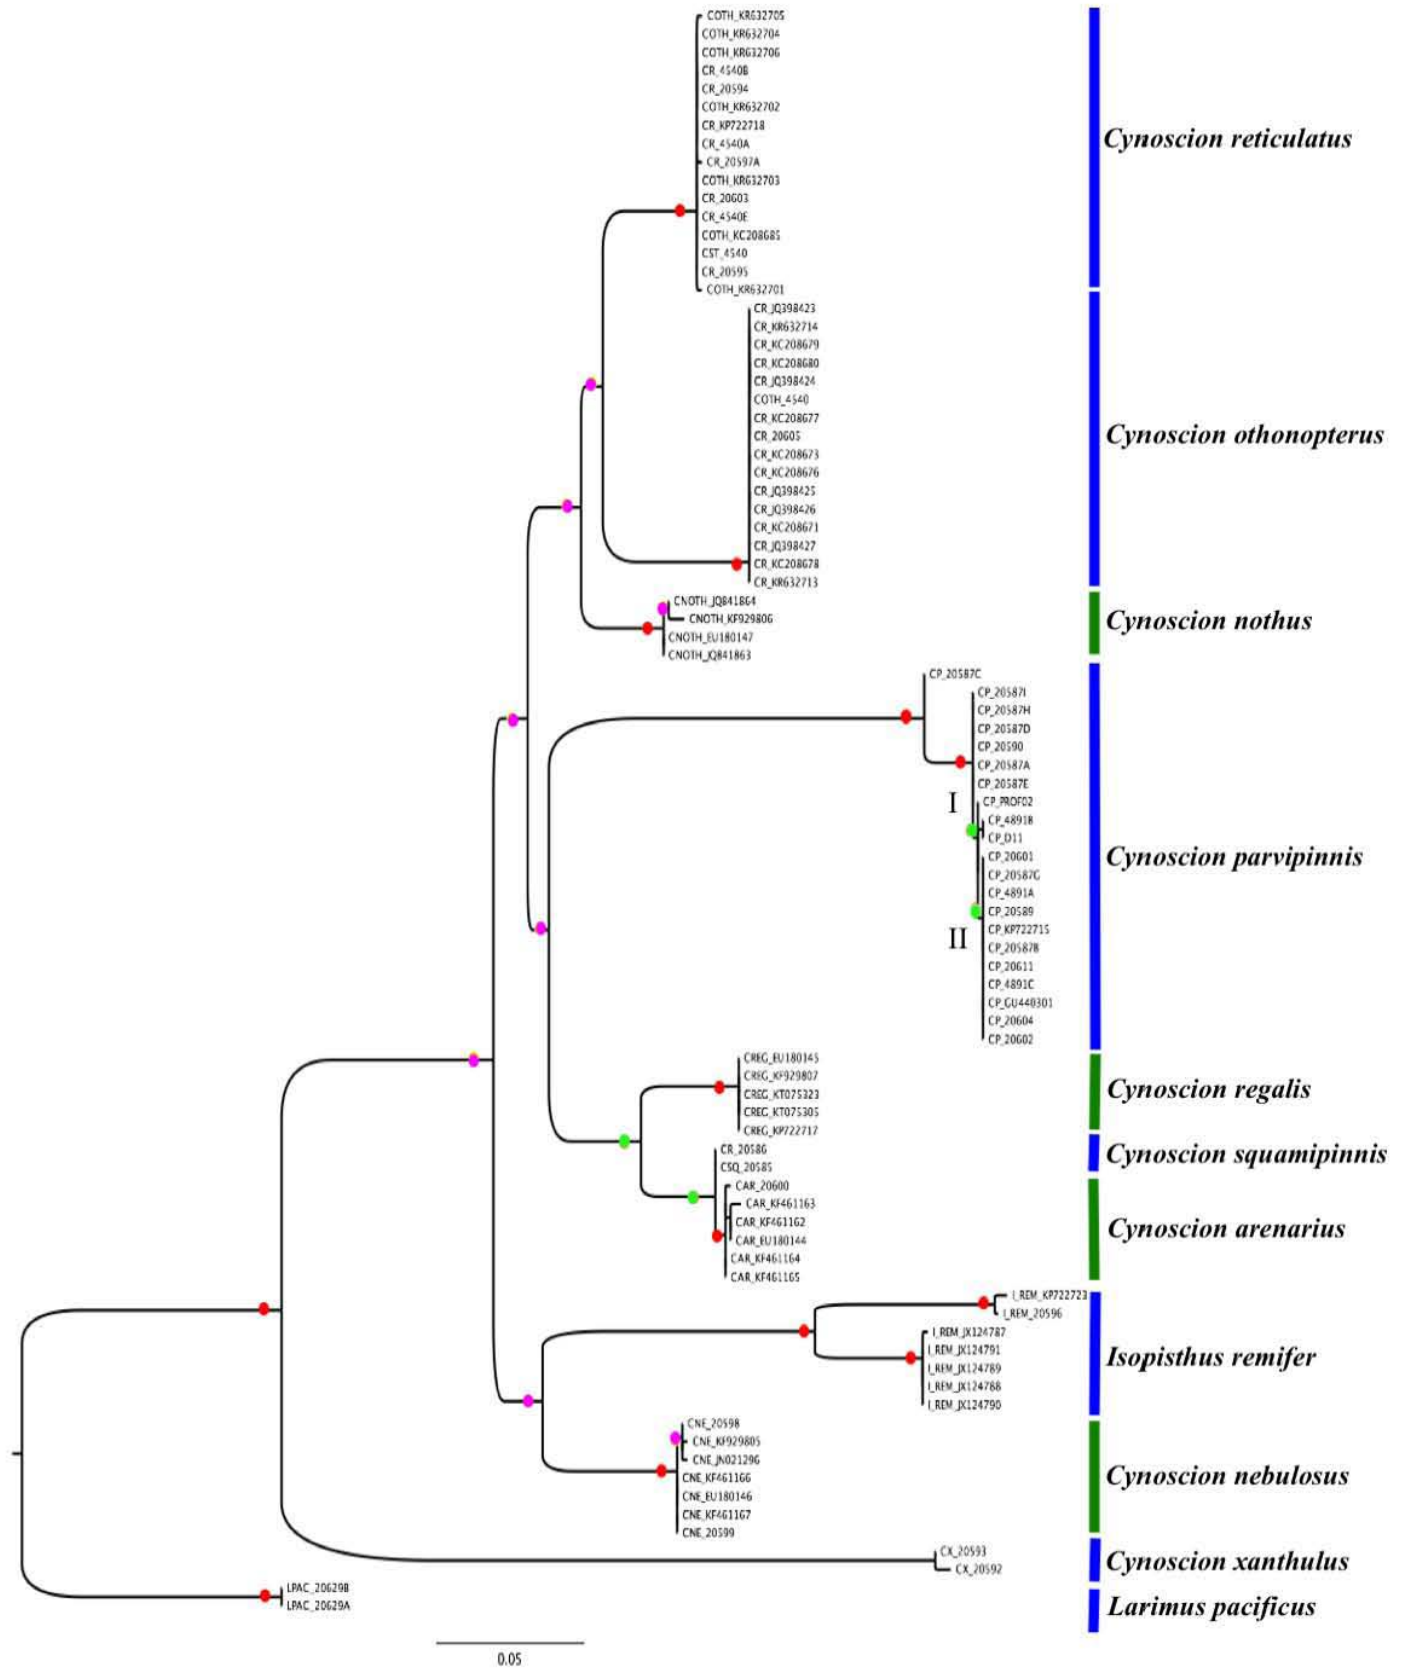 COTH_KR632705
COTH_KR632704
COTH_KR632706
CR_4540B
CR_20594
COTH_KR632702
CR_KP722718
CR_4540A
CR_20597A
COTH_KR632703
CR_20603
CR_4540E
COTH_KC208685
CST_4540
CR_20595
COTH_KR632701
Cynoscion reticulatus
CR_JQ398423
CR_KR632714
CR_KC208679
CR_KC208680
CR_JQ398424
COTH_4540
CR_KC208677
CR_20605
CR_KC208673
CR_KC208676
CR_JQ398425
CR_JQ398426
CR_KC208671
CR_JQ398427
CR_KC208678
CR_KR632713
Cynoscion othonopterus
CNOTH_JQ841864
CNOTH_KF929806
CNOTH_EU180147
CNOTH_JQ841863
Cynoscion nothus
CP_20587C
CP_20587I
CP_20587H
CP_20587D
CP_20590
CP_20587A
CP_20587E
I
CP_PROF02
CP_4891B
CP_D11
CP_20601
CP_20587G
CP_4891A
CP_20589
CP_KP722715
II
CP_20587B
CP_20611
CP_4891C
CP_GU440301
CP_20604
CP_20602
Cynoscion parvipinnis
CREG_EU180145
CREG_KF929807
CREG_KT075323
CREG_KT075305
CREG_KP722717
Cynoscion regalis
CR_20586
CSQ_20585
Cynoscion squamipinnis
CAR_20600
CAR_KF461163
CAR_KF461162
CAR_EU180144
CAR_KF461164
CAR_KF461165
Cynoscion arenarius
I_REM_KP722723
I_REM_20596
I_REM_JX124787
I_REM_JX124791
I_REM_JX124789
I_REM_JX124788
I_REM_JX124790
Isopisthus remifer
CNE_20598
CNE_KF929805
CNE_JN021296
CNE_KF461166
CNE_EU180146
CNE_KF461167
CNE_20599
Cynoscion nebulosus
CX_20593
CX_20592
Cynoscion xanthulus
LPAC_20629B
LPAC_20629A
Larimus pacificus
0.05